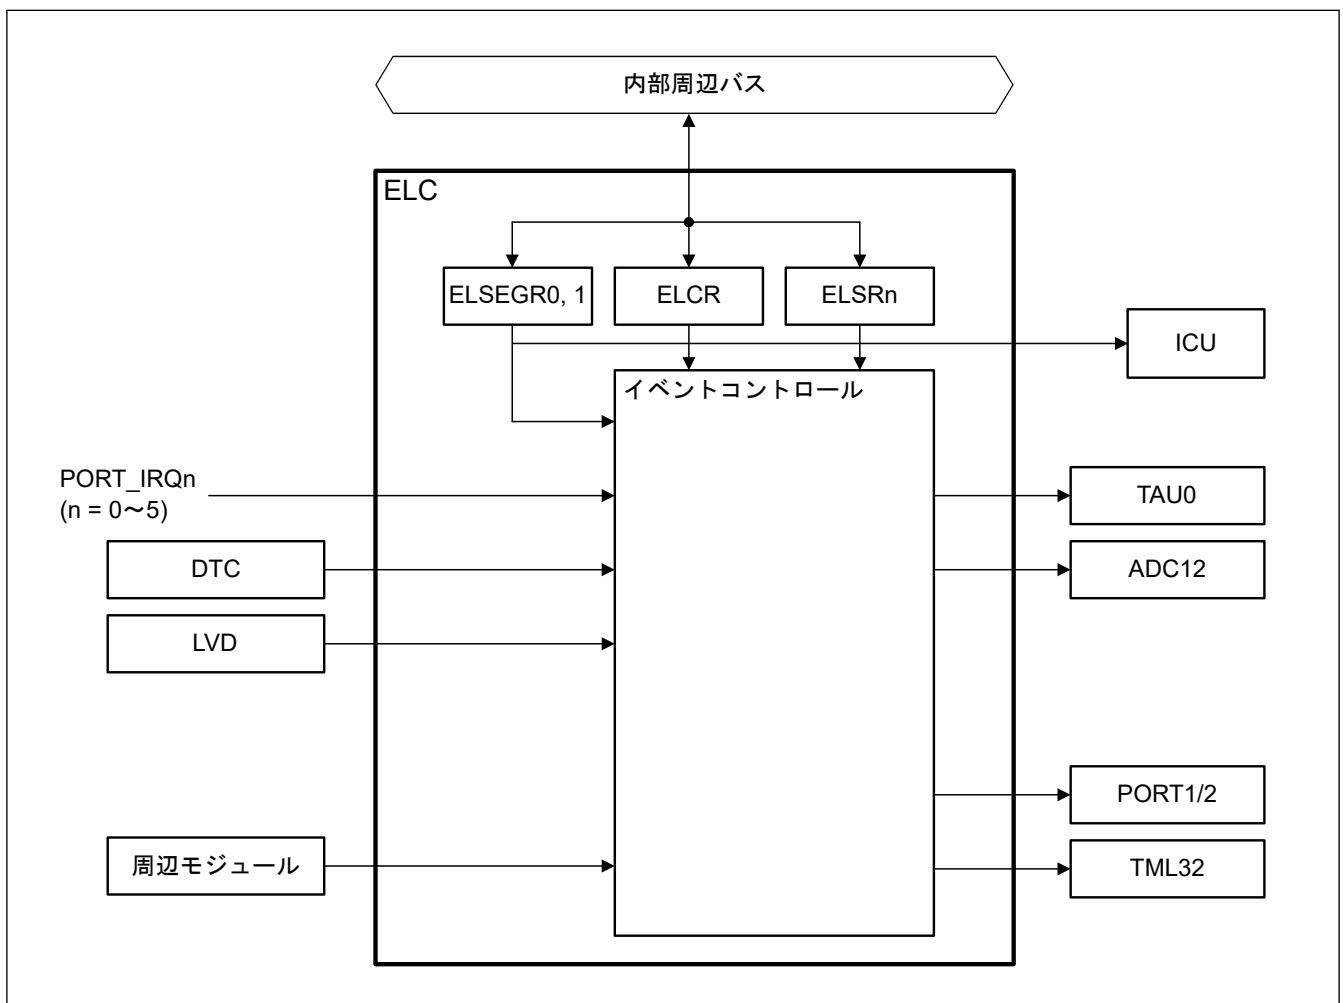 内部周辺バス
ELC
ELSEGR0, 1
ELCR
ELSRn
ICU
イベントコントロール
PORT_IRQn
(n = 0～5)
TAU0
DTC
ADC12
LVD
PORT1/2
周辺モジュール
TML32